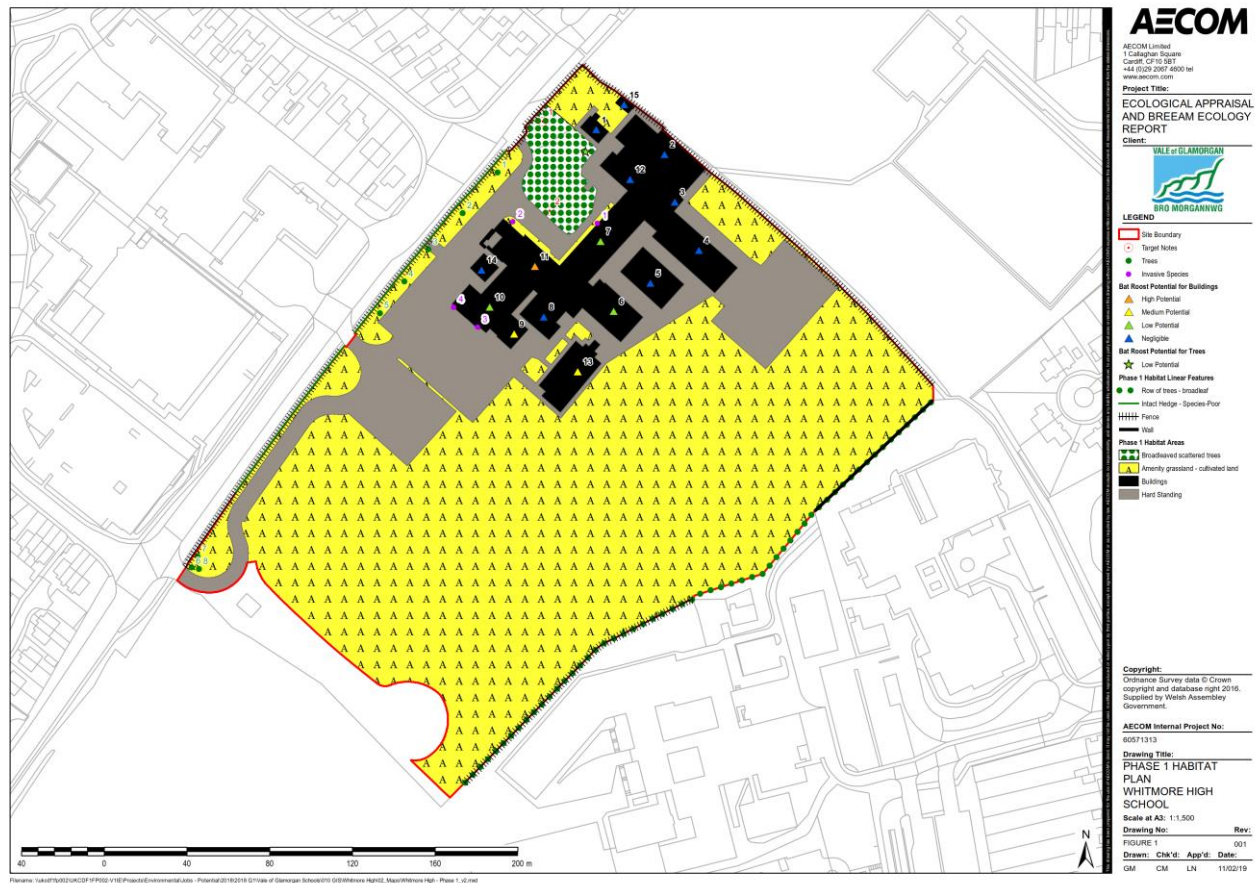 AECOM
AECOM Limited
1 Callaghan Square
Cardiff, CF10 5BT
+44 (0)29 2067 4600 tel
www.aecom.com
Project Title:
ECOLOGICAL APPRAISAL
AND BREEAM ECOLOGY
REPORT
Client:
VALE of GLAMORGAN
BRO MORGANNWG
LEGEND
Site Boundary
Target Notes
Trees
Invasive Species
Bat Roost Potential for Buildings
High Potential
Medium Potential
Low Potential
Negligible
Bat Roost Potential for Trees
Low Potential
Phase 1 Habitat Linear Features
Row of trees - broadleaf
Intact Hedge - Species-Poor
Fence
Wall
Phase 1 Habitat Areas
Broadleaved scattered trees
A Amenity grassland - cultivated land
Buildings
Hard Standing
Copyright:
Ordnance Survey data © Crown
copyright and database right 2016.
Supplied by Welsh Assembley
Government.
AECOM Internal Project No:
60571313
Drawing Title:
PHASE 1 HABITAT
PLAN
WHITMORE HIGH
SCHOOL
Scale at A3: 1:1,500
Drawing No: Rev:
FIGURE 1 001
Drawn: Chk'd: App'd: Date:
GM CM LN 11/02/19
15
2
12
3
1
2
7
4
11
14
5
4
10
8
6
3
9
13
N
40 0 40 80 120 160 200 m